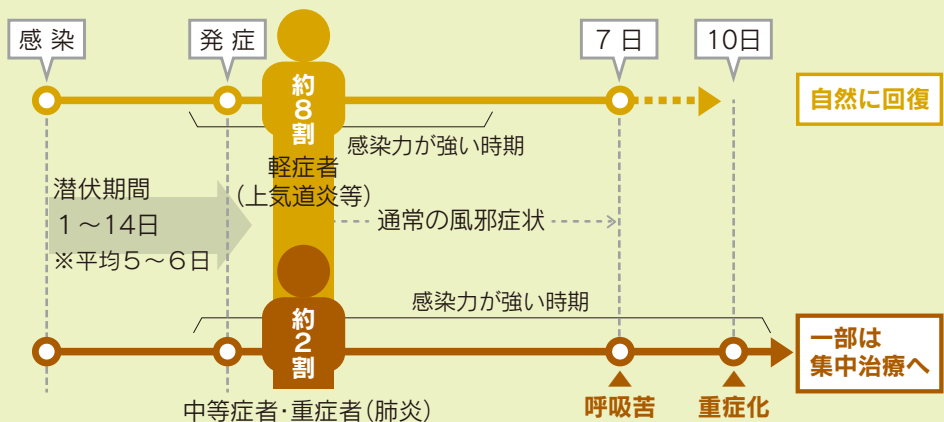 感染
発症
7日
10日
自然に回復
約8割
感染力が強い時期
軽症者
(上気道炎等)
潜伏期間
1～14日
※平均5～6日
通常の風邪症状
感染力が強い時期
約2割
一部は
集中治療へ
中等症者・重症者(肺炎)
呼吸苦
重症化